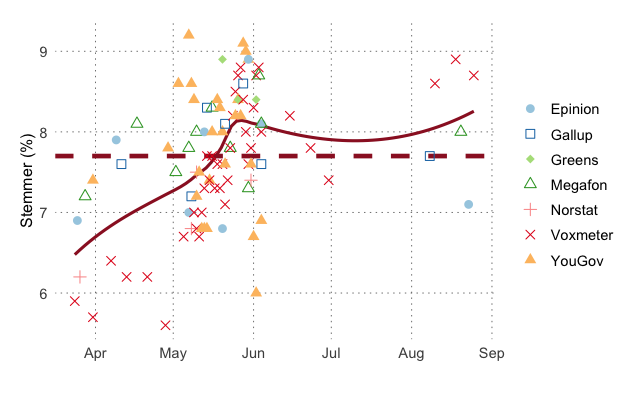 Stemmer (%)
9
8
7
6
Apr May Jun Jul Aug Sep
Epinion
Gallup
Greens
Megafon
Norstat
Voxmeter
YouGov